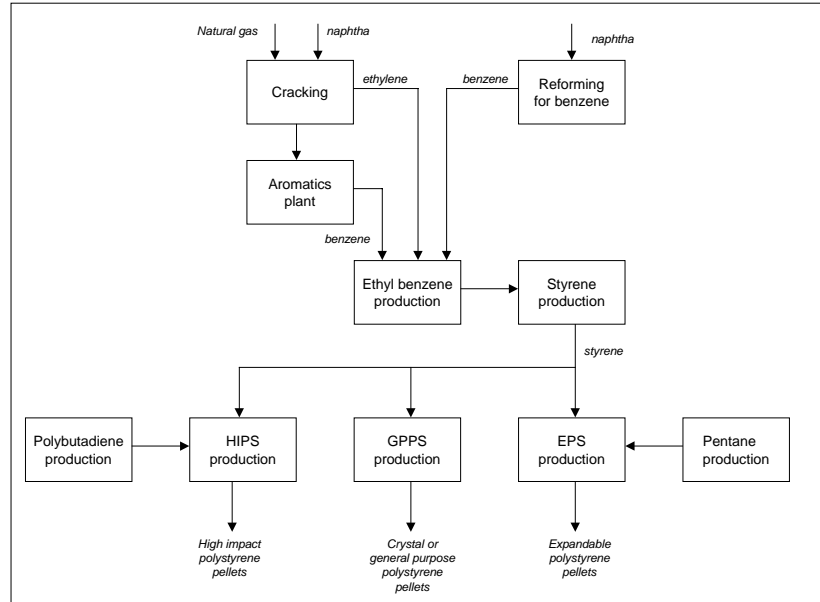 Natural gas
naphtha
naphtha
Cracking
ethylene
benzene
Reforming
for benzene
Aromatics
plant
benzene
Ethyl benzene
production
Styrene
production
styrene
Polybutadiene
production
HIPS
production
GPPS
production
EPS
production
Pentane
production
High impact
polystyrene
pellets
Crystal or
general purpose
polystyrene
pellets
Expandable
polystyrene
pellets